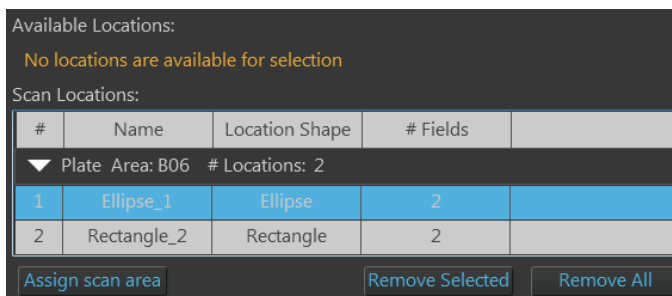 Available Locations:
No locations are available for selection
Scan Locations:
# Name Location Shape # Fields
Plate Area: B06 # Locations: 2
1 Ellipse_1 Ellipse 2
2 Rectangle_2 Rectangle 2
Assign scan area Remove Selected Remove All